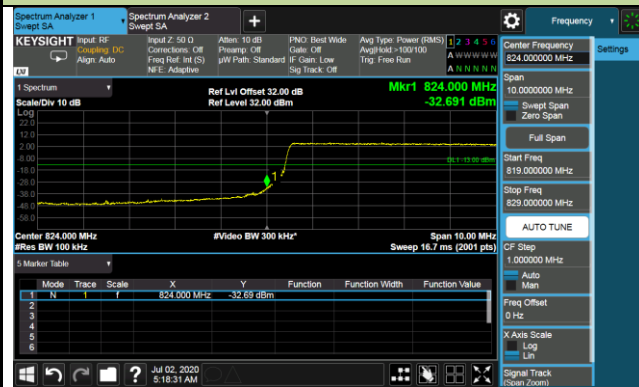 Spectrum Analyzer 1
Swept SA
Spectrum Analyzer 2
Swept SA
+
Frequency
KEYSIGHT
Input: RF
Coupling: DC
Align: Auto
Input Z: 50 Ω
Corrections: Off
Freq Ref: Int (S)
NFE: Adaptive
Atten: 10 dB
Preamp: Off
µW Path: Standard
PNO: Best Wide
Gate: Off
IF Gain: Low
Sig Track: Off
Avg Type: Power (RMS)
Avg|Hold:>100/100
Trig: Free Run
1 2 3 4 5 6
A W W W W W
A N N N N N
LXI
1 Spectrum
Scale/Div 10 dB
Ref Lvl Offset 32.00 dB
Ref Level 32.00 dBm
Mkr1 824.000 MHz
-32.691 dBm
Log
22.0
12.0
2.00
-8.00
-18.0
-28.0
-38.0
-48.0
-58.0
DL1 -13.00 dBm
1
Center 824.000 MHz
#Res BW 100 kHz
#Video BW 300 kHz*
Span 10.00 MHz
Sweep 16.7 ms (2001 pts)
5 Marker Table
Mode Trace Scale X Y Function Function Width Function Value
1 N 1 f 824.000 MHz -32.69 dBm
2
3
4
5
6
Jul 02, 2020
5:18:31 AM
Center Frequency
824.000000 MHz
Settings
Span
10.0000000 MHz
Swept Span
Zero Span
Full Span
Start Freq
819.000000 MHz
Stop Freq
829.000000 MHz
AUTO TUNE
CF Step
1.000000 MHz
Auto
Man
Freq Offset
0 Hz
X Axis Scale
Log
Lin
Signal Track
(Span Zoom)